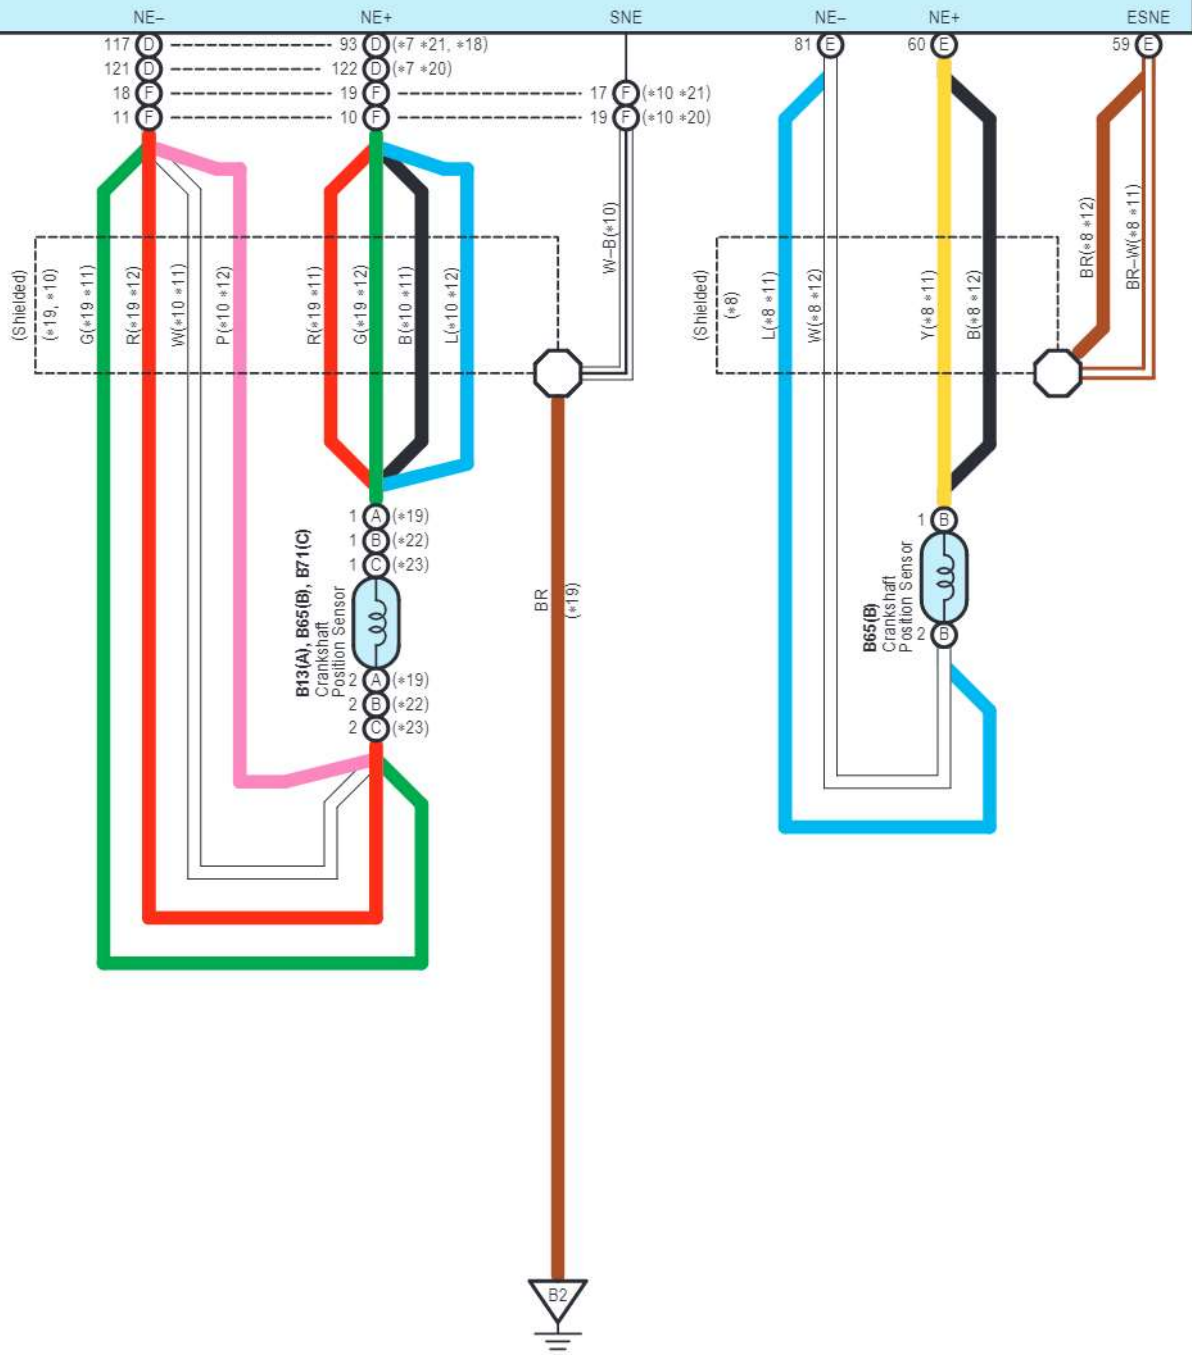 NE– NE+ SNE NE– NE+ ESNE
117 D 93 D (*7 *21, *18) 81 E 60 E 59 E
121 D 122 D (*7 *20)
18 F 19 F 17 F (*10 *21)
11 F 10 F 19 F (*10 *20)
(Shielded)
(*19, *10)
G(*19 *11)
R(*19 *12)
W(*10 *11)
P(*10 *12)
R(*19 *11)
G(*19 *12)
B(*10 *11)
L(*10 *12)
W–B(*10)
(Shielded)
(*8)
L(*8 *11)
W(*8 *12)
Y(*8 *11)
B(*8 *12)
BR(*8 *12)
BR–W(*8 *11)
1 A (*19)
1 B (*22)
1 C (*23)
B13(A), B65(B), B71(C)
Crankshaft
Position Sensor
2 A (*19)
2 B (*22)
2 C (*23)
BR
(*19)
1 B
B65(B)
Crankshaft
Position Sensor
2 B
B2